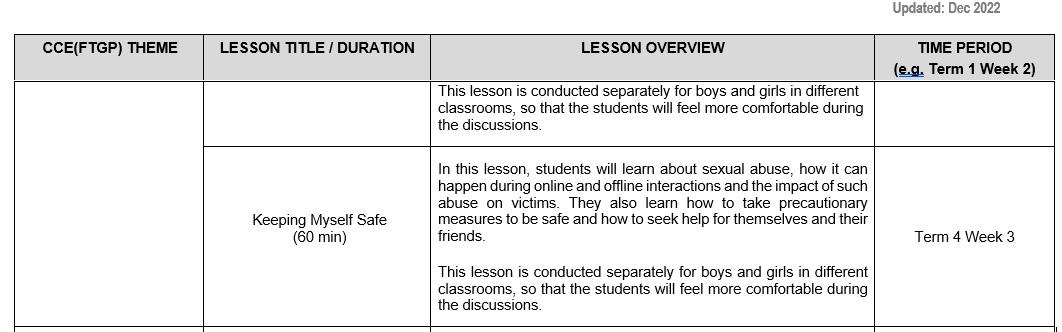 Updated: Dec 2022
CCE(FTGP) THEME
LESSON TITLE / DURATION
LESSON OVERVIEW
TIME PERIOD
(e.g. Term 1 Week 2)
This lesson is conducted separately for boys and girls in different
classrooms, so that the students will feel more comfortable during
the discussions.
Keeping Myself Safe
(60 min)
In this lesson, students will learn about sexual abuse, how it can
happen during online and offline interactions and the impact of such
abuse on victims. They also learn how to take precautionary
measures to be safe and how to seek help for themselves and their
friends.
This lesson is conducted separately for boys and girls in different
classrooms, so that the students will feel more comfortable during
the discussions.
Term 4 Week 3